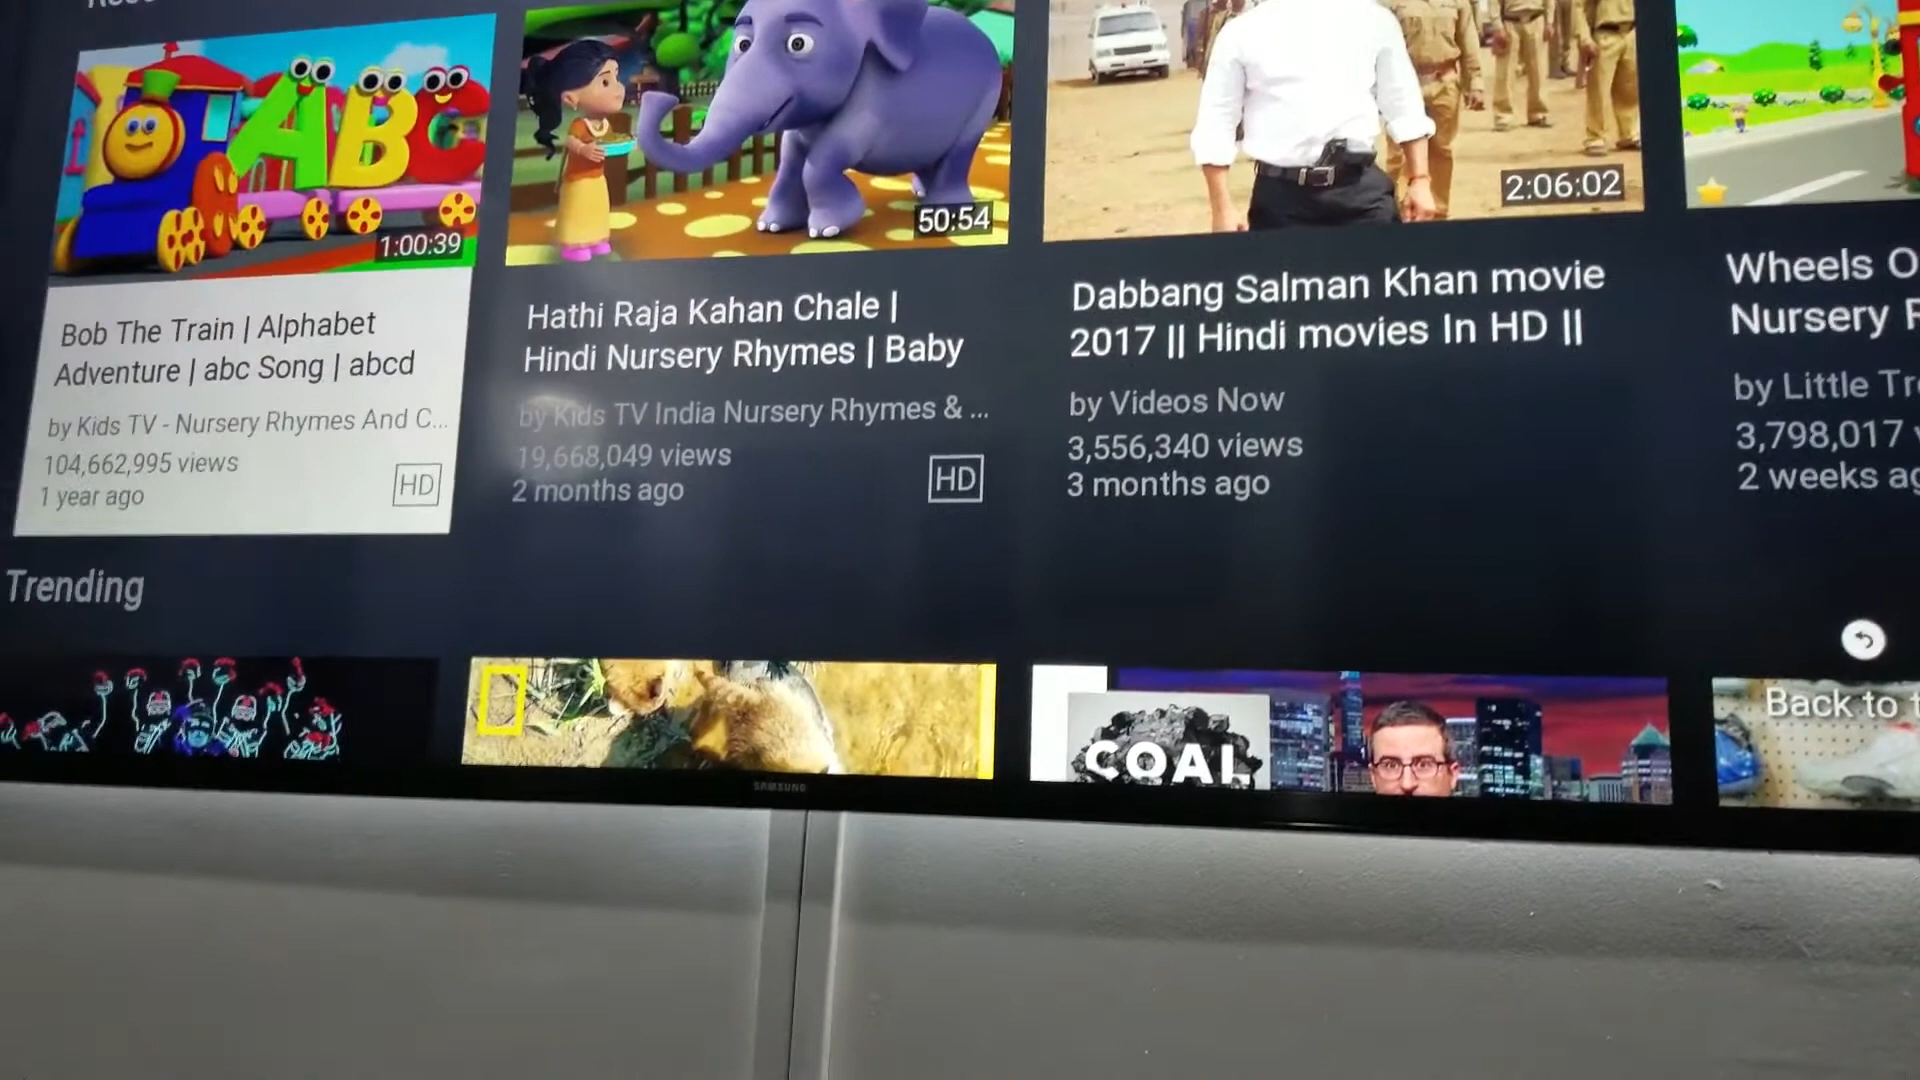 ABC
1:00:39
50:54
2:06:02
Bob The Train | Alphabet
Adventure | abc Song | abcd
by Kids TV - Nursery Rhymes And C...
104,662,995 views
1 year ago
HD
Hathi Raja Kahan Chale |
Hindi Nursery Rhymes | Baby
by Kids TV India Nursery Rhymes & ...
19,668,049 views
2 months ago
HD
Dabbang Salman Khan movie
2017 || Hindi movies In HD ||
by Videos Now
3,556,340 views
3 months ago
Wheels O
Nursery
by Little
3,798,017
2 weeks
Trending
COAL
Back to
SAMSUNG